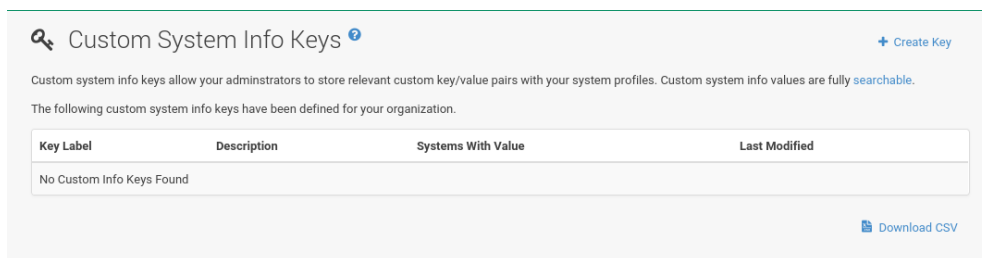 Custom System Info Keys ?
+ Create Key
Custom system info keys allow your adminstrators to store relevant custom key/value pairs with your system profiles. Custom system info values are fully searchable.
The following custom system info keys have been defined for your organization.
Key Label Description Systems With Value Last Modified
No Custom Info Keys Found
Download CSV